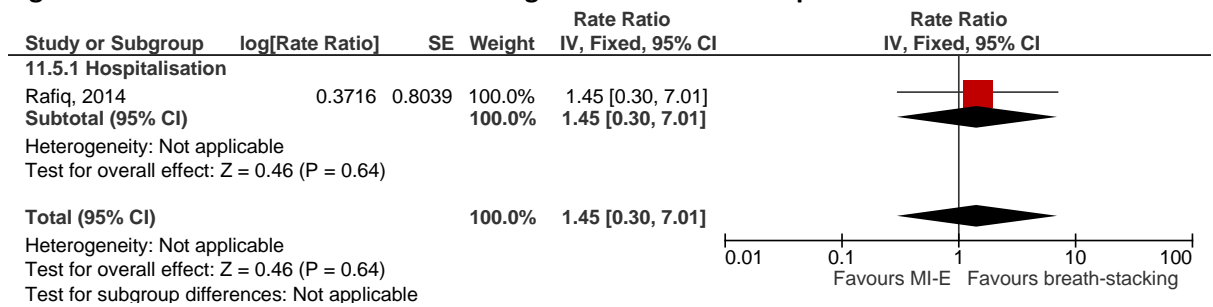 Rate Ratio Rate Ratio
Study or Subgroup log[Rate Ratio] SE Weight IV, Fixed, 95% CI IV, Fixed, 95% CI
11.5.1 Hospitalisation
Rafiq, 2014 0.3716 0.8039 100.0% 1.45 [0.30, 7.01]
Subtotal (95% CI) 100.0% 1.45 [0.30, 7.01]
Heterogeneity: Not applicable
Test for overall effect: Z = 0.46 (P = 0.64)
Total (95% CI) 100.0% 1.45 [0.30, 7.01]
Heterogeneity: Not applicable
Test for overall effect: Z = 0.46 (P = 0.64)
Test for subgroup differences: Not applicable
0.01 0.1 1 10 100
Favours MI-E Favours breath-stacking